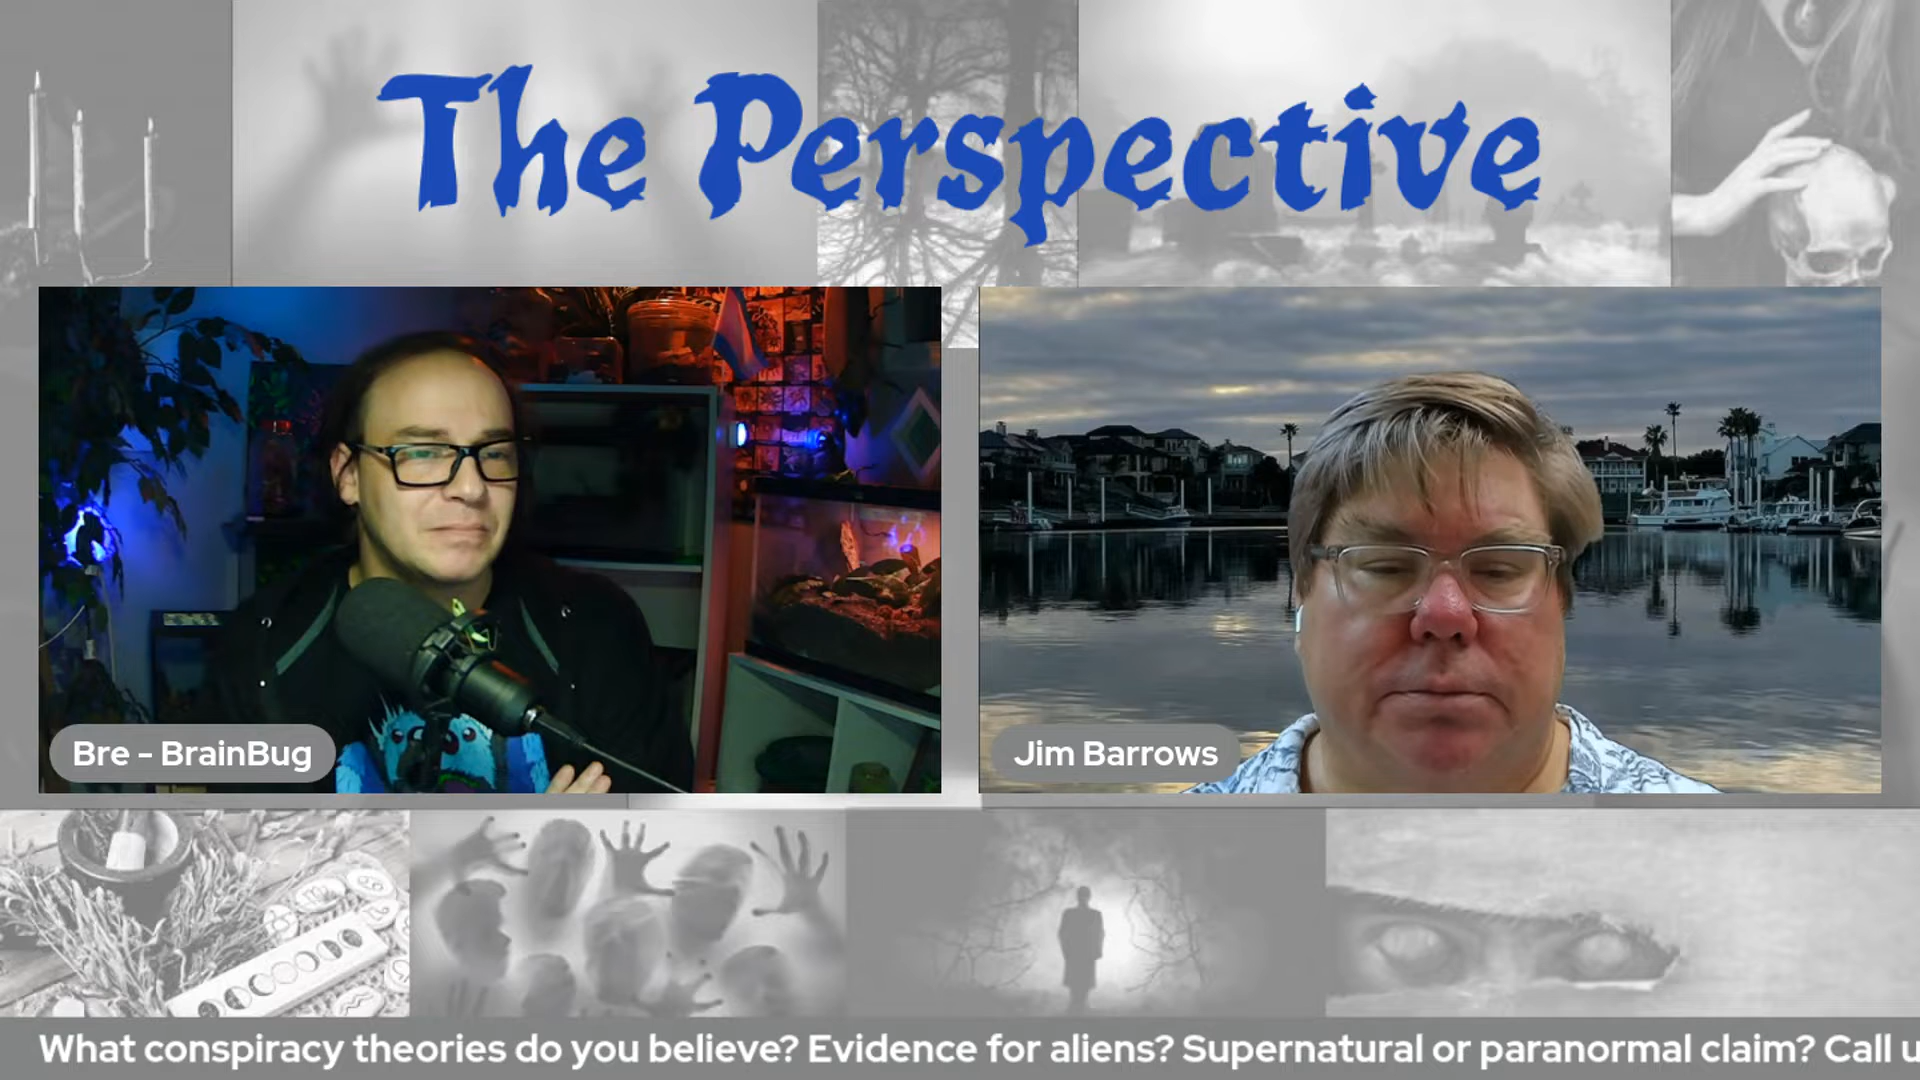 The Perspective
Bre - BrainBug
Jim Barrows
What conspiracy theories do you believe? Evidence for aliens? Supernatural or paranormal claim? Call u